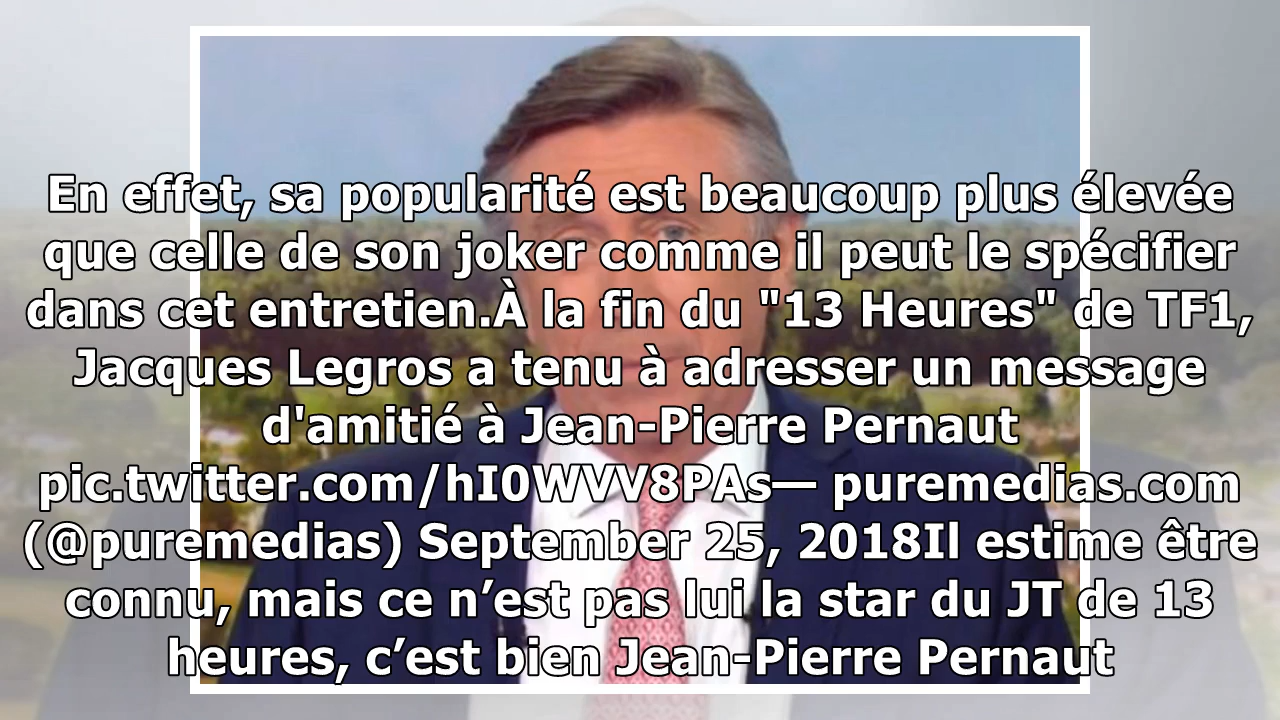 En effet, sa popularité est beaucoup plus élevée
que celle de son joker comme il peut le spécifier
dans cet entretien.À la fin du "13 Heures" de TF1,
Jacques Legros a tenu à adresser un message
d'amitié à Jean-Pierre Pernaut
pic.twitter.com/hI0WVV8PAs— puremedias.com
(@puremedias) September 25, 2018Il estime être
connu, mais ce n’est pas lui la star du JT de 13
heures, c’est bien Jean-Pierre Pernaut